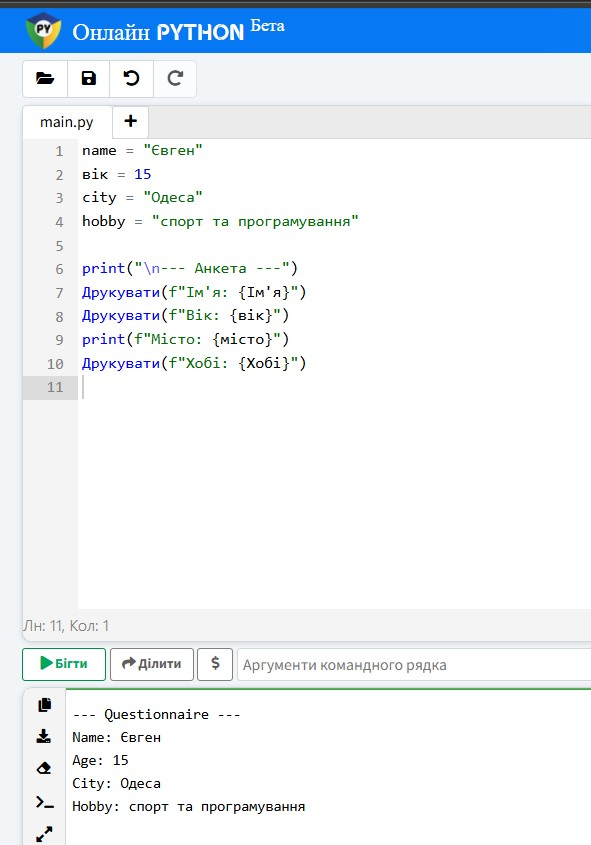 PY Онлайн PYTHON Бета
main.py +
1 name = "Євген"
2 вік = 15
3 city = "Одеса"
4 hobby = "спорт та програмування"
5
6 print("\n--- Анкета ---")
7 Друкувати(f"Ім'я: {Ім'я}")
8 Друкувати(f"Вік: {вік}")
9 print(f"Місто: {місто}")
10 Друкувати(f"Хобі: {Хобі}")
11
Лн: 11, Кол: 1
Бігти Ділити $ Аргументи командного рядка
--- Questionnaire ---
Name: Євген
Age: 15
City: Одеса
Hobby: спорт та програмування